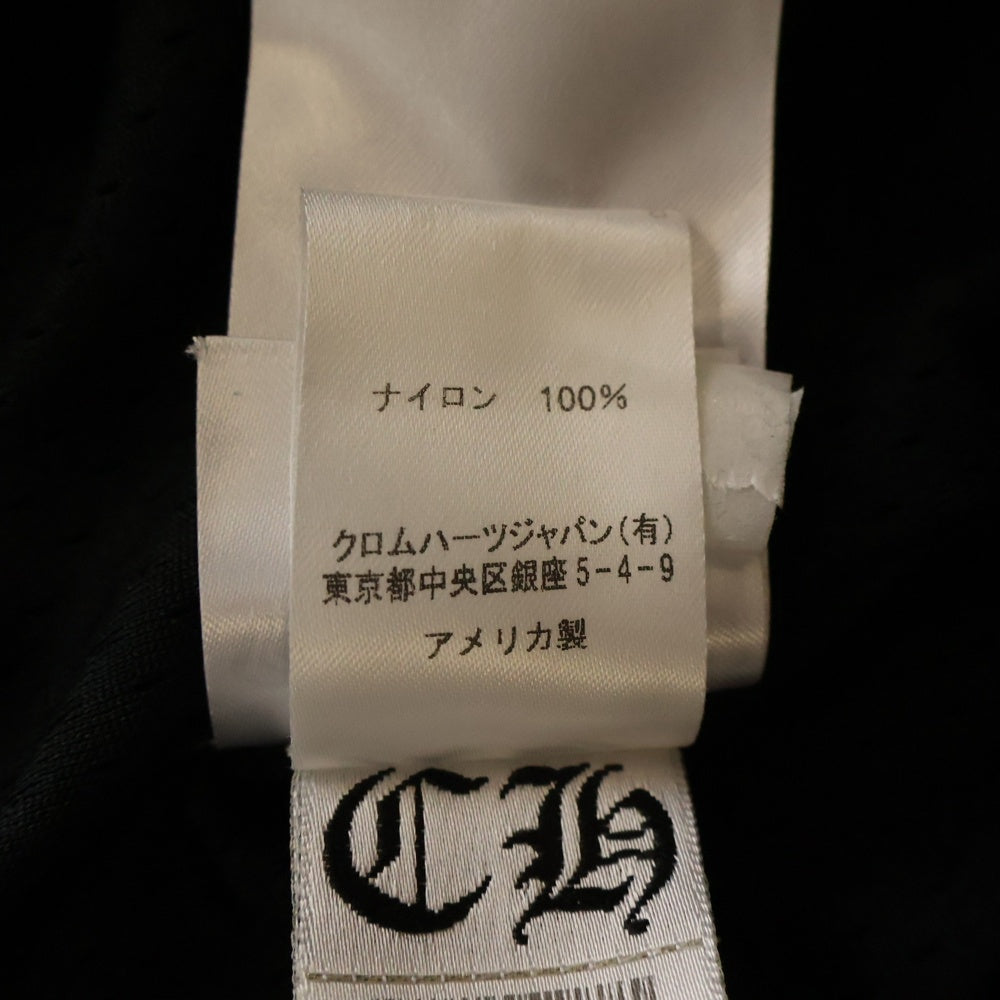 ナイロン 100%
クロムハーツジャパン(有)
東京都中央区銀座5-4-9
アメリカ製
CH